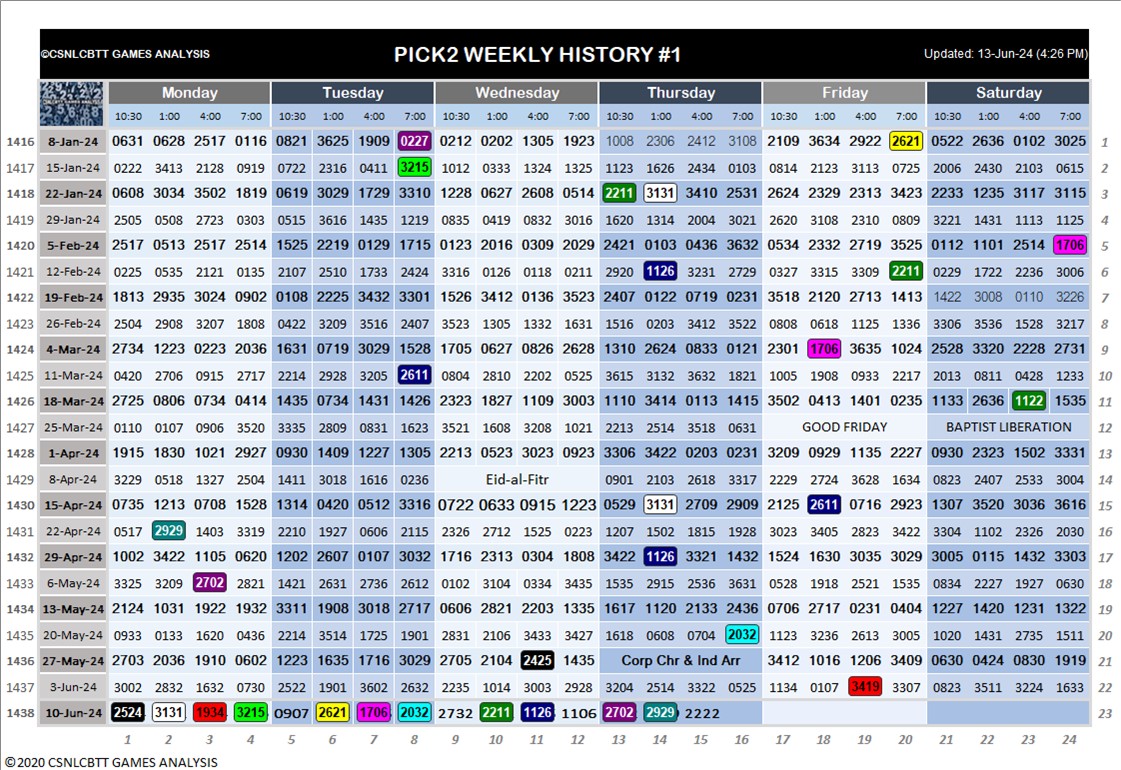 ©CSNLCBTT GAMES ANALYSIS PICK2 WEEKLY HISTORY #1 Updated: 13-Jun-24 (4:26 PM)
Monday Tuesday Wednesday Thursday Friday Saturday
10:30 1:00 4:00 7:00 10:30 1:00 4:00 7:00 10:30 1:00 4:00 7:00 10:30 1:00 4:00 7:00 10:30 1:00 4:00 7:00 10:30 1:00 4:00 7:00
1416 8-Jan-24 0631 0628 2517 0116 0821 3625 1909 0227 0212 0202 1305 1923 1008 2306 2412 3108 2109 3634 2922 2621 0522 2636 0102 3025 1
1417 15-Jan-24 0222 3413 2128 0919 0722 2316 0411 3215 1012 0333 1324 1325 1123 1626 2434 0103 0814 2123 3113 0725 2006 2430 2103 0615 2
1418 22-Jan-24 0608 3034 3502 1819 0619 3029 1729 3310 1228 0627 2608 0514 2211 3131 3410 2531 2624 2329 2313 3423 2233 1235 3117 3115 3
1419 29-Jan-24 2505 0508 2723 0303 0515 3616 1435 1219 0835 0419 0832 3016 1620 1314 2004 3021 2620 3108 2310 0809 3221 1431 1113 1125 4
1420 5-Feb-24 2517 0513 2517 2514 1525 2219 0129 1715 0123 2016 0309 2029 2421 0103 0436 3632 0534 2332 2719 3525 0112 1101 2514 1706 5
1421 12-Feb-24 0225 0535 2121 0135 2107 2510 1733 2424 3316 0126 0118 0211 2920 1126 3231 2729 0327 3315 3309 2211 0229 1722 2236 3006 6
1422 19-Feb-24 1813 2935 3024 0902 0108 2225 3432 3301 1526 3412 0136 3523 2407 0122 0719 0231 3518 2120 2713 1413 1422 3008 0110 3226 7
1423 26-Feb-24 2504 2908 3207 1808 0422 3209 3516 2407 3523 1305 1332 1631 1516 0203 3412 3522 0808 0618 1125 1336 3306 3536 1528 3217 8
1424 4-Mar-24 2734 1223 0223 2036 1631 0719 3029 1528 1705 0627 0826 2628 1310 2624 0833 0121 2301 1706 3635 1024 2528 3320 2228 2731 9
1425 11-Mar-24 0420 2706 0915 2717 2214 2928 3205 2611 0804 2810 2202 0525 3615 3132 3632 1821 1005 1908 0933 2217 2013 0811 0428 1233 10
1426 18-Mar-24 2725 0806 0734 0414 1435 0734 1431 1426 2323 1827 1109 3003 1110 3414 0113 1415 3502 0413 1401 0235 1133 2636 1122 1535 11
1427 25-Mar-24 0110 0107 0906 3520 3335 2809 0831 1623 3521 1608 3208 1021 2213 2514 3518 0631 GOOD FRIDAY BAPTIST LIBERATION 12
1428 1-Apr-24 1915 1830 1021 2927 0930 1409 1227 1305 2213 0523 3023 0923 3306 3422 0203 0231 3209 0929 1135 2227 0930 2323 1502 3331 13
1429 8-Apr-24 3229 0518 1327 2504 1411 3018 1616 0236 Eid-al-Fitr 0901 2103 2618 3317 2229 2724 3628 1634 0823 2407 2533 3004 14
1430 15-Apr-24 0735 1213 0708 1528 1314 0420 0512 3316 0722 0633 0915 1223 0529 3131 2709 2909 2125 2611 0716 2923 1307 3520 3036 3616 15
1431 22-Apr-24 0517 2929 1403 3319 2210 1927 0606 2115 2326 2712 1525 0223 1207 1502 1815 1928 3023 3405 2823 3422 3304 1102 2326 2030 16
1432 29-Apr-24 1002 3422 1105 0620 1202 2607 0107 3032 1716 2313 0304 1808 3422 1126 3321 1432 1524 1630 3035 3029 3005 0115 1432 3303 17
1433 6-May-24 3325 3209 2702 2821 1421 2631 2736 2612 0102 3104 0334 3435 1535 2915 2536 3631 0528 1918 2521 1535 0834 2227 1927 0630 18
1434 13-May-24 2124 1031 1922 1932 3311 1908 3018 2717 0606 2821 2203 1335 1617 1120 2133 2436 0706 2717 0231 0404 1227 1420 1231 1322 19
1435 20-May-24 0933 0133 1620 0436 2214 3514 1725 1901 2831 2106 3433 3427 1618 0608 0704 2032 1123 3236 2613 3005 1020 1431 2735 1511 20
1436 27-May-24 2703 2036 1910 0602 1223 1635 1716 3029 2705 2104 2425 1435 Corp Chr & Ind Arr 3412 1016 1206 3409 0630 0424 0830 1919 21
1437 3-Jun-24 3002 2832 1632 0730 2522 1901 3602 2632 2235 1014 3003 2928 3204 2514 3322 0525 1134 0107 3419 3307 0823 3511 3224 1633 22
1438 10-Jun-24 2524 3131 1934 3215 0907 2621 1706 2032 2732 2211 1126 1106 2702 2929 2222 23
1 2 3 4 5 6 7 8 9 10 11 12 13 14 15 16 17 18 19 20 21 22 23 24
©2020 CSNLCBTT GAMES ANALYSIS